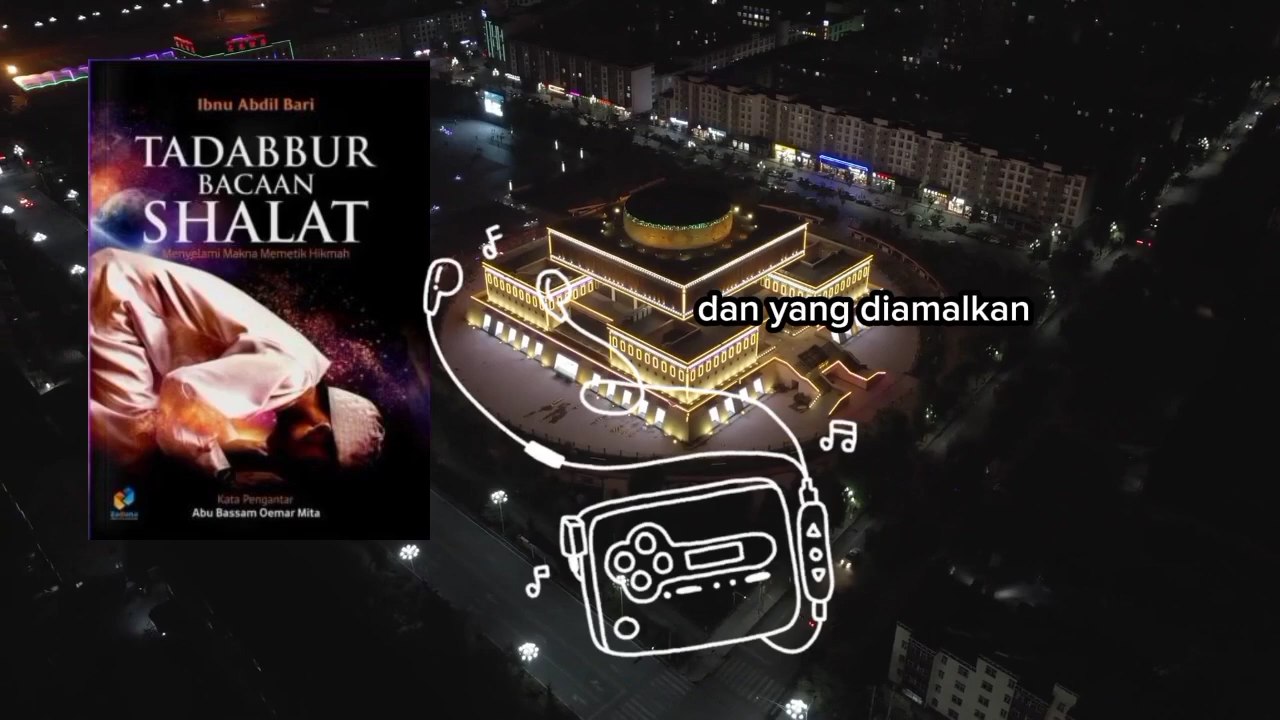 Ibnu Abdil Bari
TADABBUR
BACAAN
SHALAT
Menyelami Makna Memetik Hikmah
Kata Pengantar
Abu Bassam Oemar Mita
dan yang diamalkan